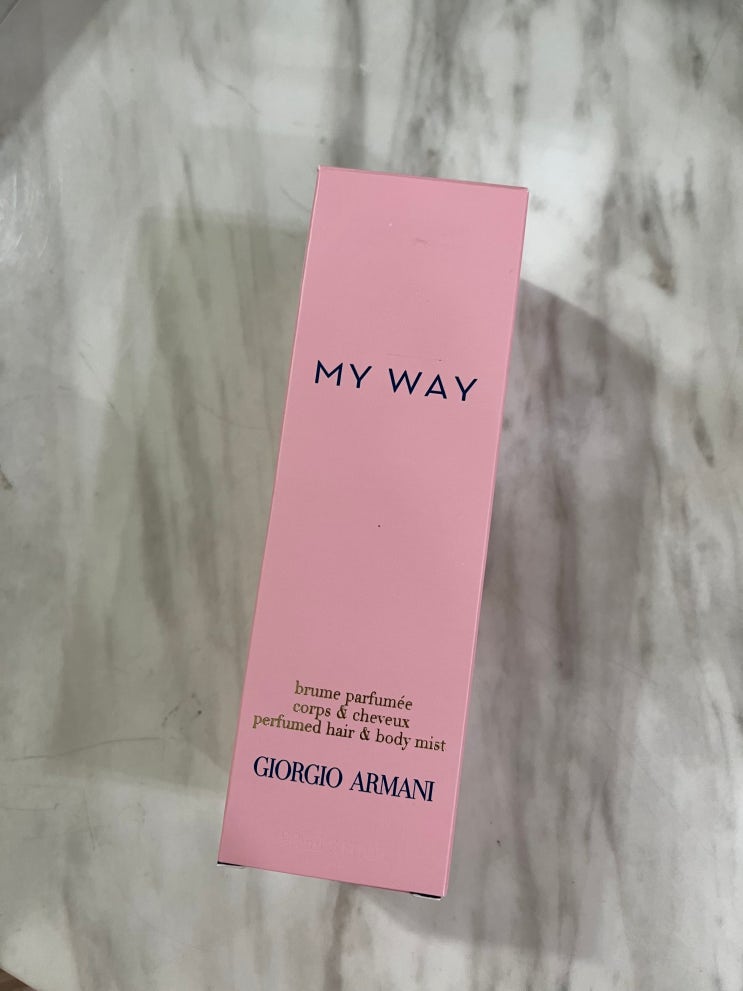 MY WAY
brume parfumée
corps & cheveux
perfumed hair & body mist
GIORGIO ARMANI